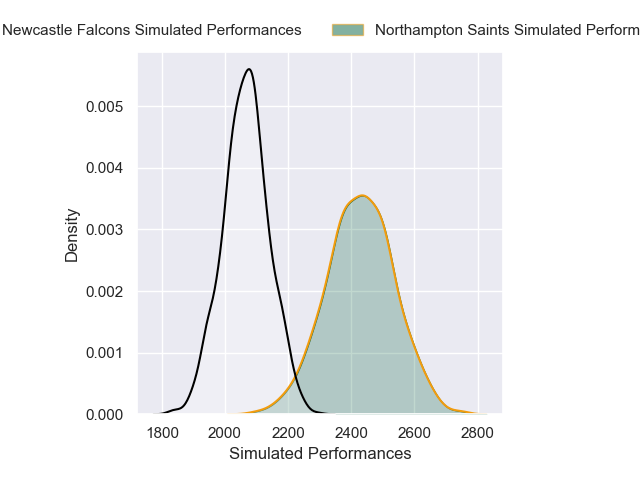 Newcastle Falcons Simulated Performances
Northampton Saints Simulated Perform
0.005
0.004
0.003
0.002
0.001
0.000
Density
1800 2000 2200 2400 2600 2800
Simulated Performances